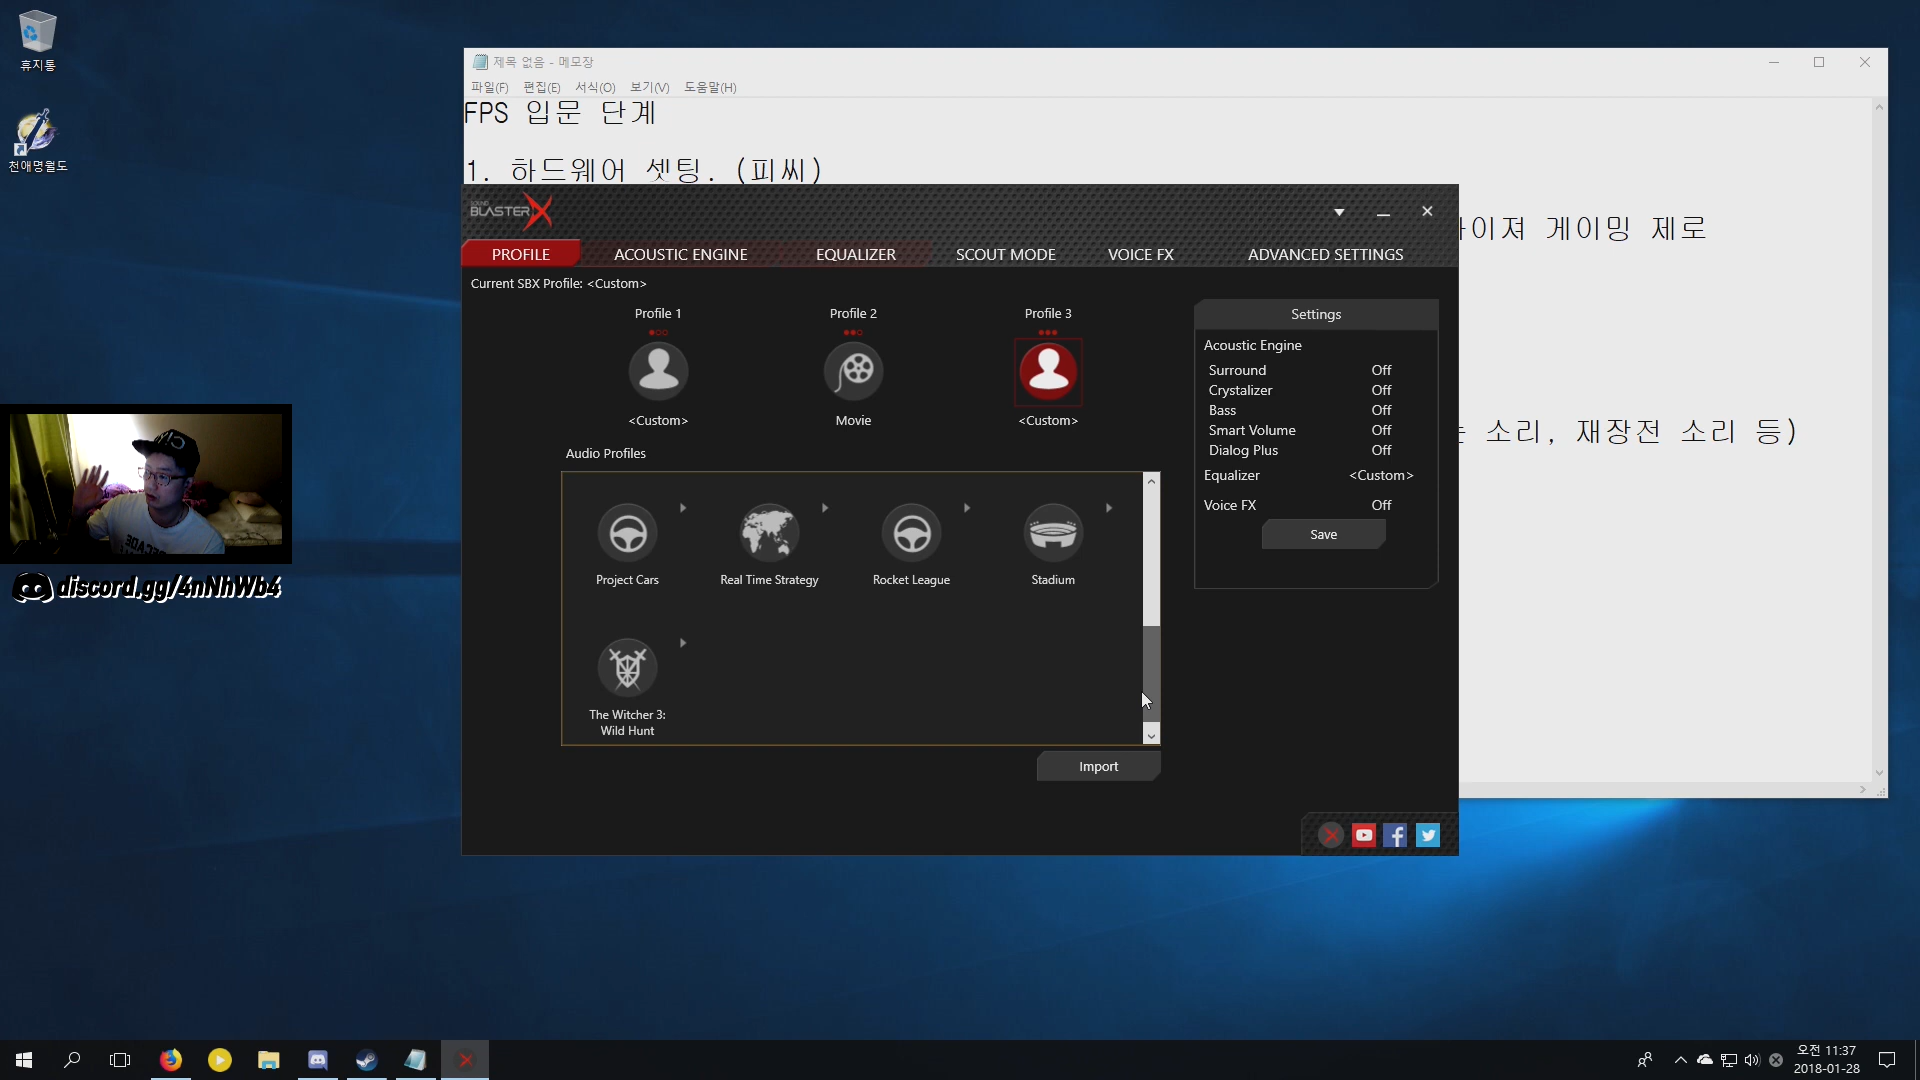 휴지통
천애명월도
제목 없음 - 메모장
파일(F) 편집(E) 서식(O) 보기(V) 도움말(H)
FPS 입문 단계
1. 하드웨어 셋팅. (피씨)
이져 게이밍 제로
소리, 재장전 소리 등)
SOUND
BLASTERX
PROFILE ACOUSTIC ENGINE EQUALIZER SCOUT MODE VOICE FX ADVANCED SETTINGS
Current SBX Profile: <Custom>
Profile 1 Profile 2 Profile 3
<Custom> Movie <Custom>
Audio Profiles
Project Cars Real Time Strategy Rocket League Stadium
The Witcher 3:
Wild Hunt
Import
Settings
Acoustic Engine
Surround Off
Crystalizer Off
Bass Off
Smart Volume Off
Dialog Plus Off
Equalizer <Custom>
Voice FX Off
Save
discord.gg/4nNhWb4
오전 11:37
2018-01-28